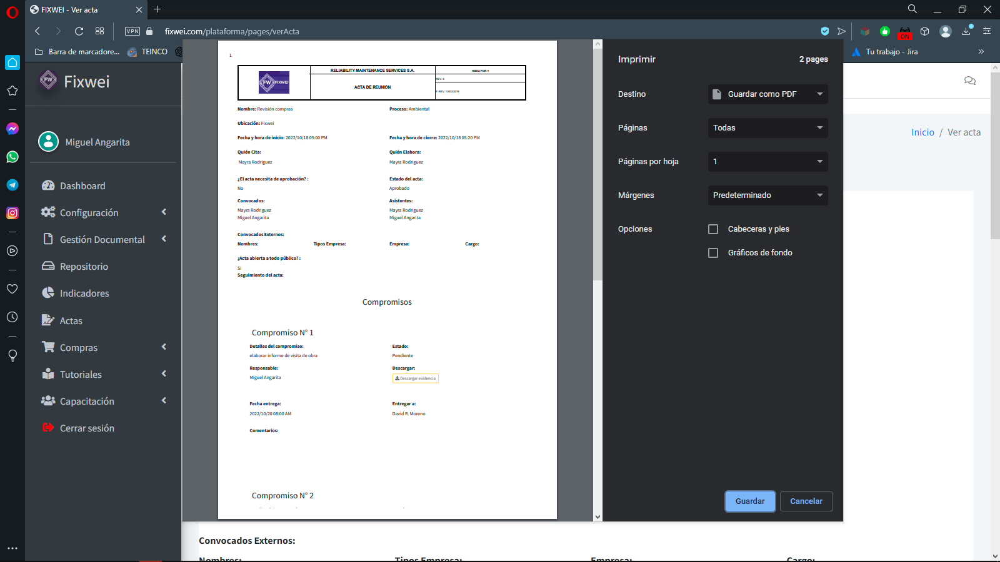 FIXWEI - Ver acta
VPN
fixwei.com/plataforma/pages/verActa
ON
Barra de marcadore...
TEINCO
Tu trabajo - Jira
FW
Fixwei
Miguel Angarita
Dashboard
Configuración
Gestión Documental
Repositorio
Indicadores
Actas
Compras
Tutoriales
Capacitación
Cerrar sesión
1
FW FIXWEI
RELIABILITY MAINTENANCE SERVICES S.A.
ACTA DE REUNION
HSEQ-FOR-1
REV. 6
F. REV. 13/03/2019
Nombre: Revisión compras
Proceso: Ambiental
Ubicación: Fixwei
Fecha y hora de inicio: 2022/10/18 05:00 PM
Fecha y hora de cierre: 2022/10/18 05:20 PM
Quién Cita:
Quién Elabora:
Mayra Rodriguez
Mayra Rodriguez
¿El acta necesita de aprobación? :
Estado del acta:
No
Aprobado
Convocados:
Asistentes:
Mayra Rodriguez
Mayra Rodriguez
Miguel Angarita
Miguel Angarita
Convocados Externos:
Nombres:
Tipos Empresa:
Empresa:
Cargo:
¿Acta abierta a todo público? :
Si
Seguimiento del acta:
Compromisos
Compromiso N° 1
Detalles del compromiso:
Estado:
elaborar informe de visita de obra
Pendiente
Responsable:
Descargar:
Miguel Angarita
Descargar evidencia
Fecha entrega:
Entregar a:
2022/10/20 08:00 AM
David R. Moreno
Comentarios:
Compromiso N° 2
Imprimir
2 pages
Destino
Guardar como PDF
Páginas
Todas
Páginas por hoja
1
Márgenes
Predeterminado
Opciones
Cabeceras y pies
Gráficos de fondo
Guardar
Cancelar
Inicio / Ver acta
Convocados Externos:
Nombres:
Tipos Empresa:
Empresa:
Cargo: